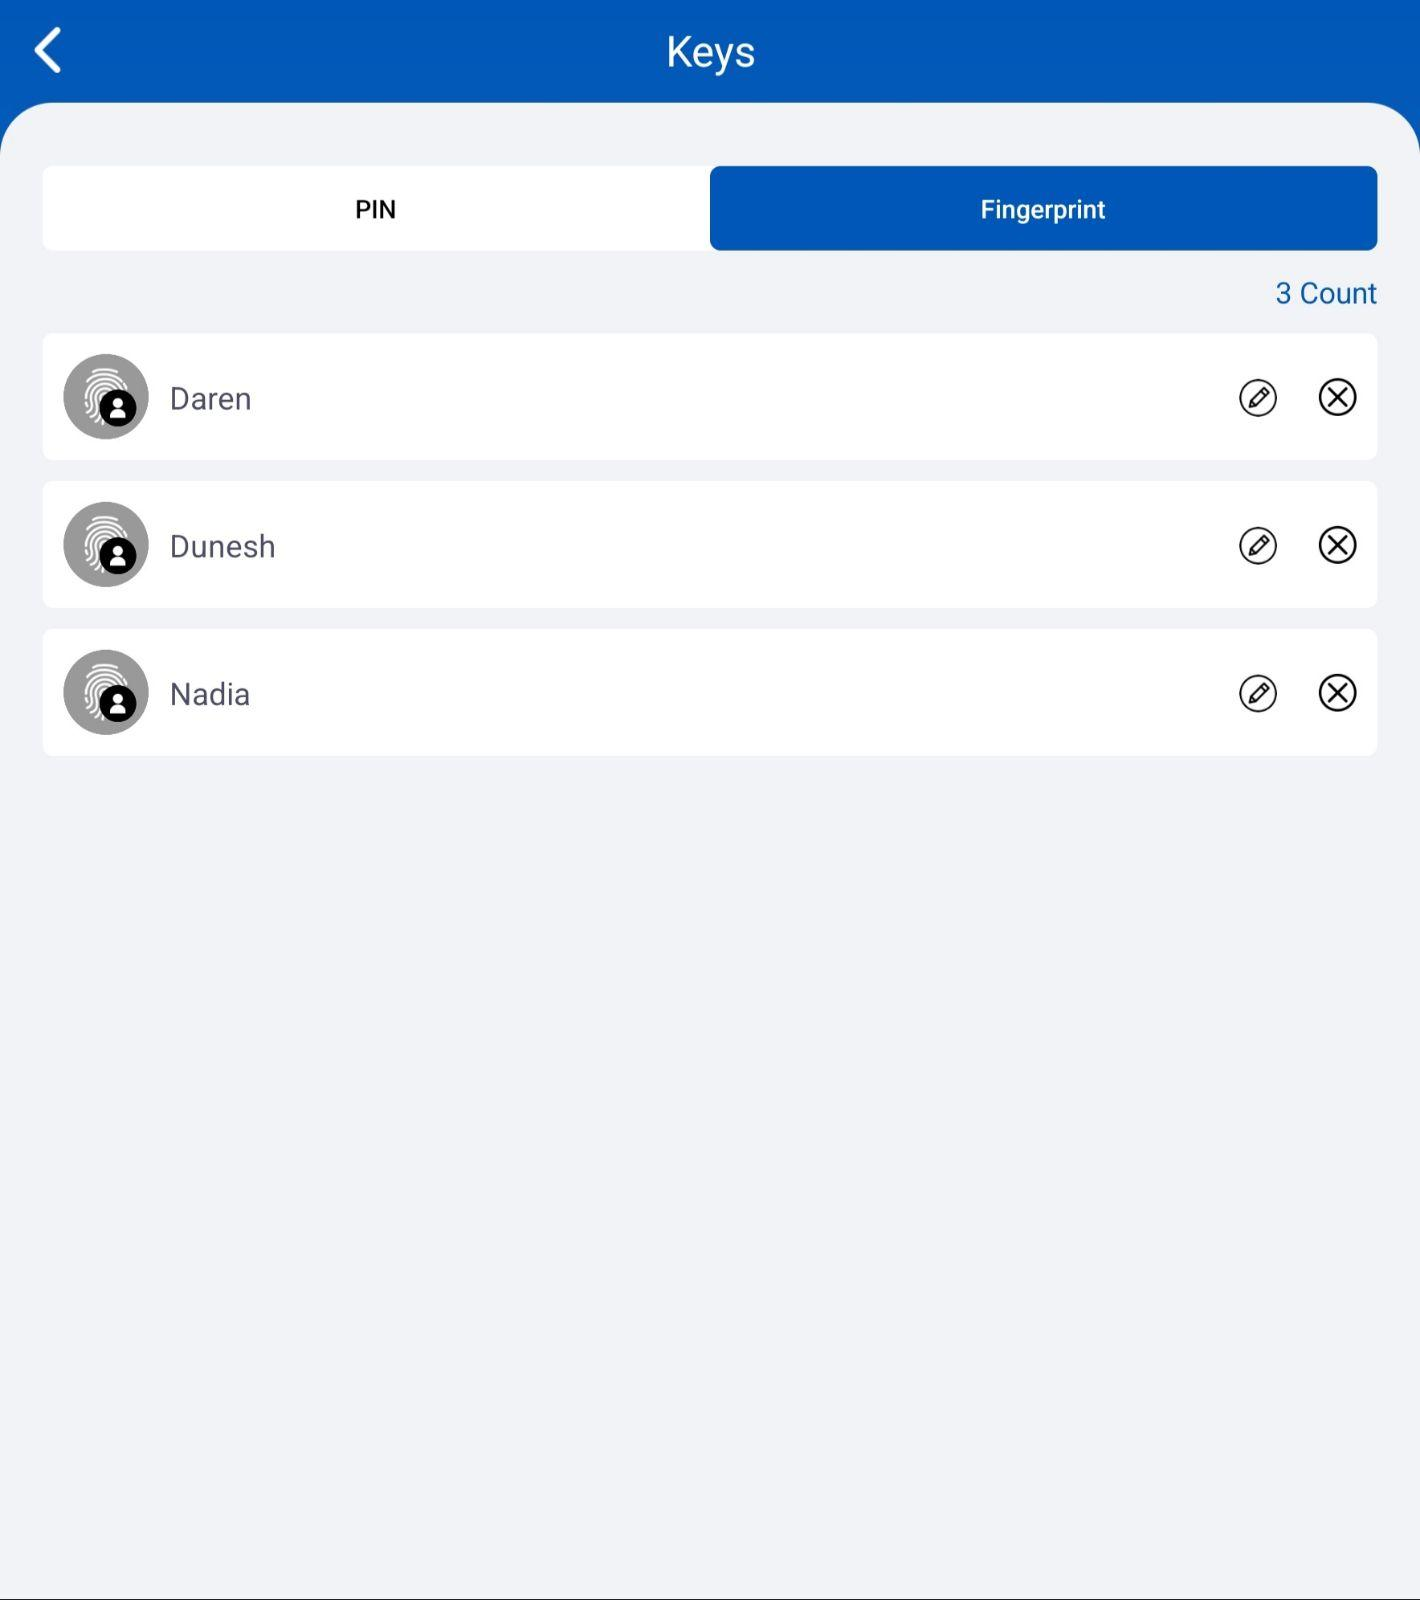 Keys
PIN
Fingerprint
3 Count
Daren
Dunesh
Nadia